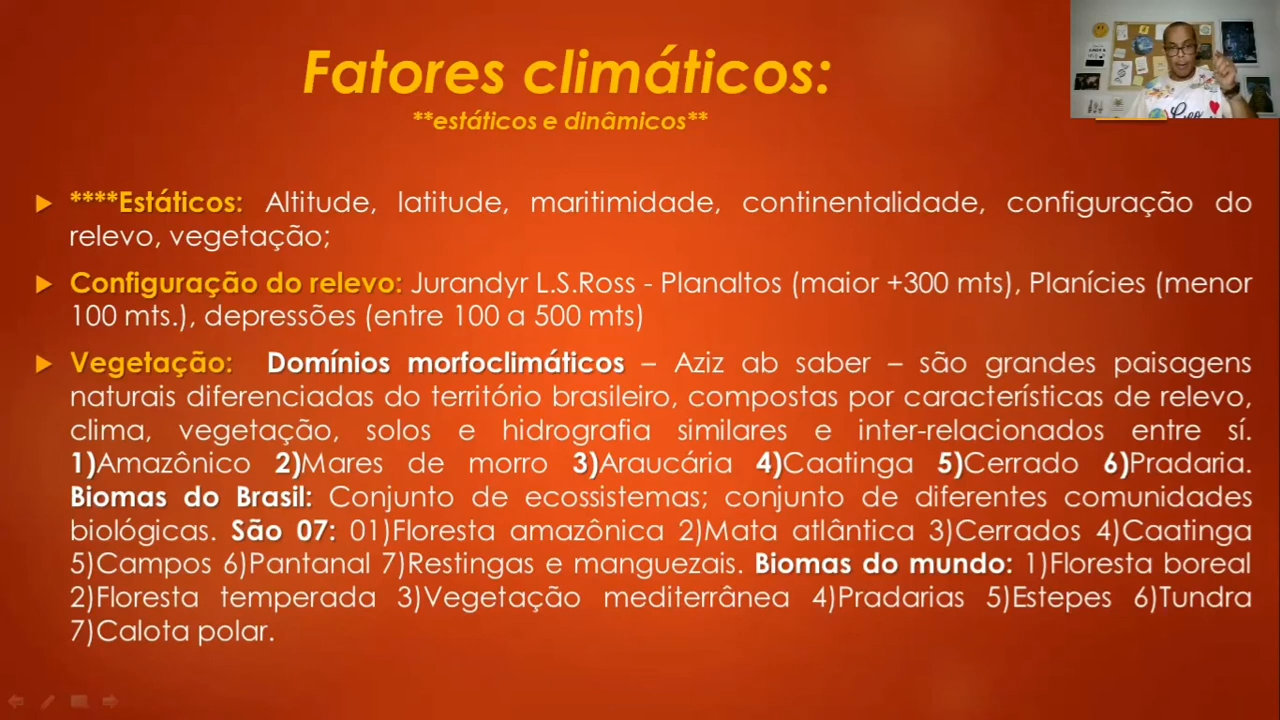 Fatores climáticos:
**estáticos e dinâmicos**
****Estáticos: Altitude, latitude, maritimidade, continentalidade, configuração do
relevo, vegetação;
Configuração do relevo: Jurandyr L.S.Ross - Planaltos (maior +300 mts), Planícies (menor
100 mts.), depressões (entre 100 a 500 mts)
Vegetação: Domínios morfoclimáticos – Aziz ab saber – são grandes paisagens
naturais diferenciadas do território brasileiro, compostas por características de relevo,
clima, vegetação, solos e hidrografia similares e inter-relacionados entre sí.
1)Amazônico 2)Mares de morro 3)Araucária 4)Caatinga 5)Cerrado 6)Pradaria.
Biomas do Brasil: Conjunto de ecossistemas; conjunto de diferentes comunidades
biológicas. São 07: 01)Floresta amazônica 2)Mata atlântica 3)Cerrados 4)Caatinga
5)Campos 6)Pantanal 7)Restingas e manguezais. Biomas do mundo: 1)Floresta boreal
2)Floresta temperada 3)Vegetação mediterrânea 4)Pradarias 5)Estepes 6)Tundra
7)Calota polar.